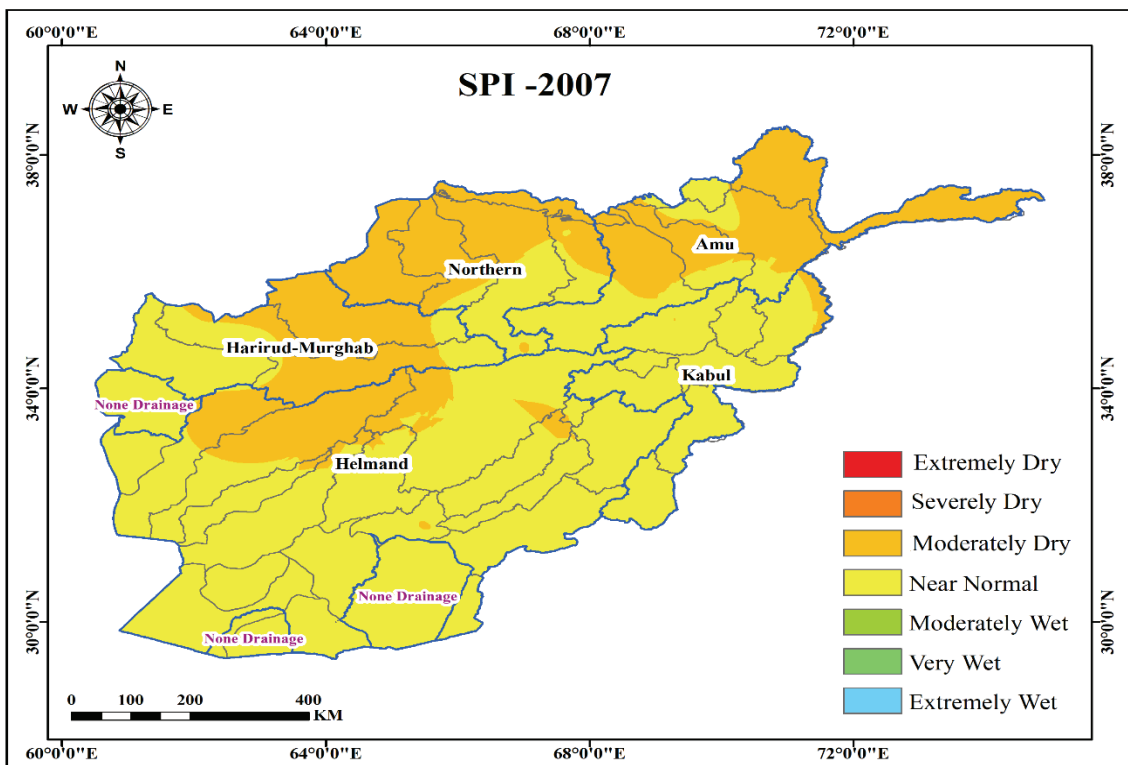 60°0'0"E 64°0'0"E 68°0'0"E 72°0'0"E
SPI -2007
N
W E
S
38°0'0"N 38°0'0"N
Amu
Northern
Harirud-Murghab
34°0'0"N 34°0'0"N
Kabul
None Drainage
Helmand
Extremely Dry
Severely Dry
Moderately Dry
Near Normal
None Drainage
Moderately Wet
30°0'0"N 30°0'0"N
None Drainage
Very Wet
Extremely Wet
0 100 200 400
KM
60°0'0"E 64°0'0"E 68°0'0"E 72°0'0"E